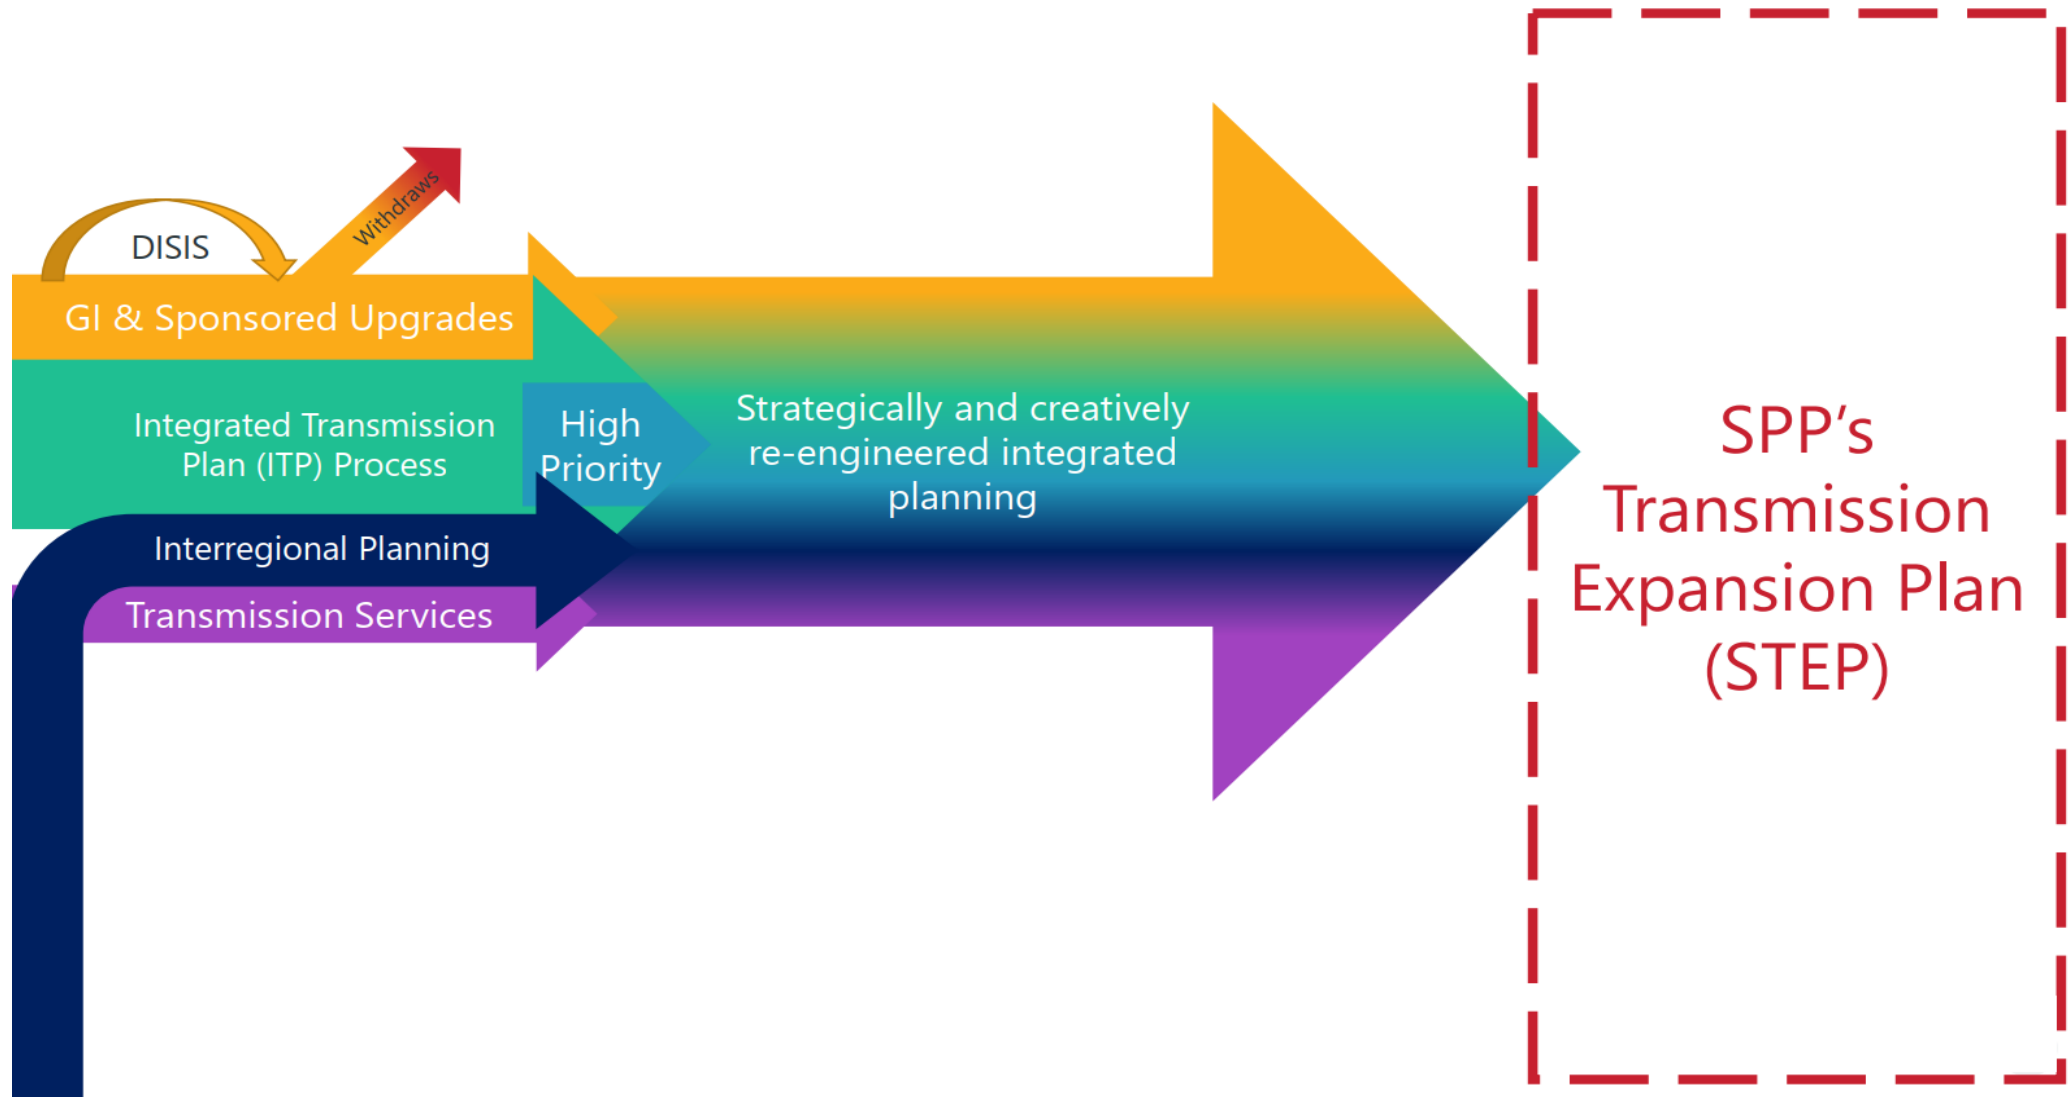 Withdraws
DISIS
GI & Sponsored Upgrades
Integrated Transmission
Plan (ITP) Process
High
Priority
Interregional Planning
Transmission Services
Strategically and creatively
re-engineered integrated
planning
SPP’s
Transmission
Expansion Plan
(STEP)